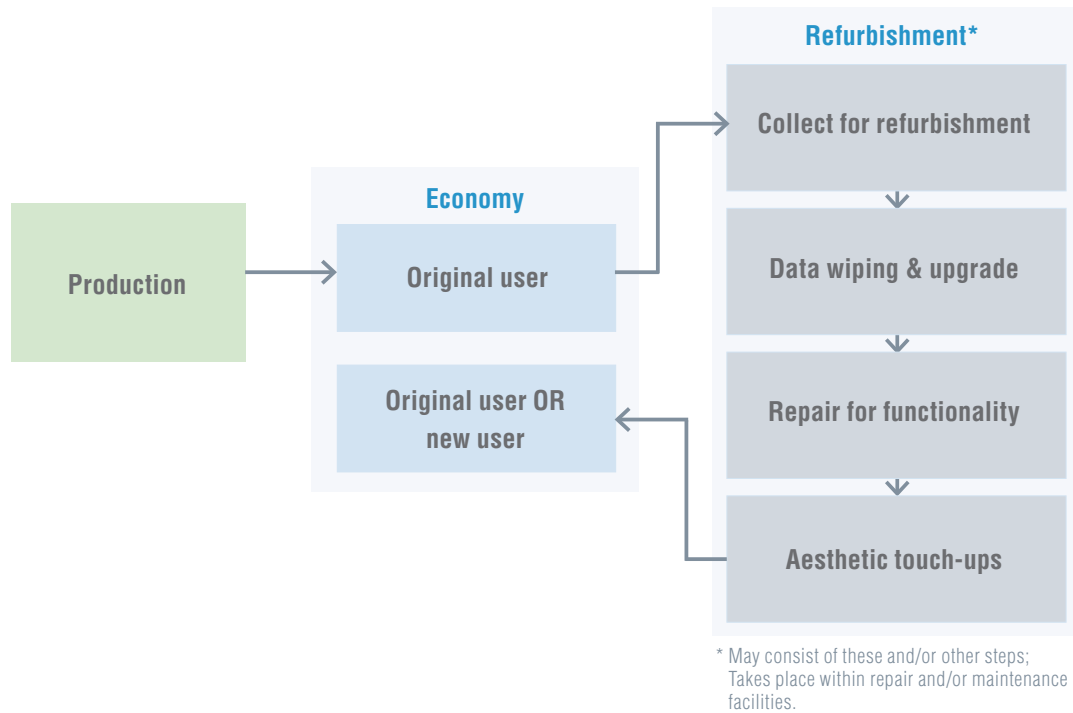 Production
Economy
Original user
Original user OR
new user
Refurbishment*
Collect for refurbishment
Data wiping & upgrade
Repair for functionality
Aesthetic touch-ups
* May consist of these and/or other steps;
Takes place within repair and/or maintenance
facilities.